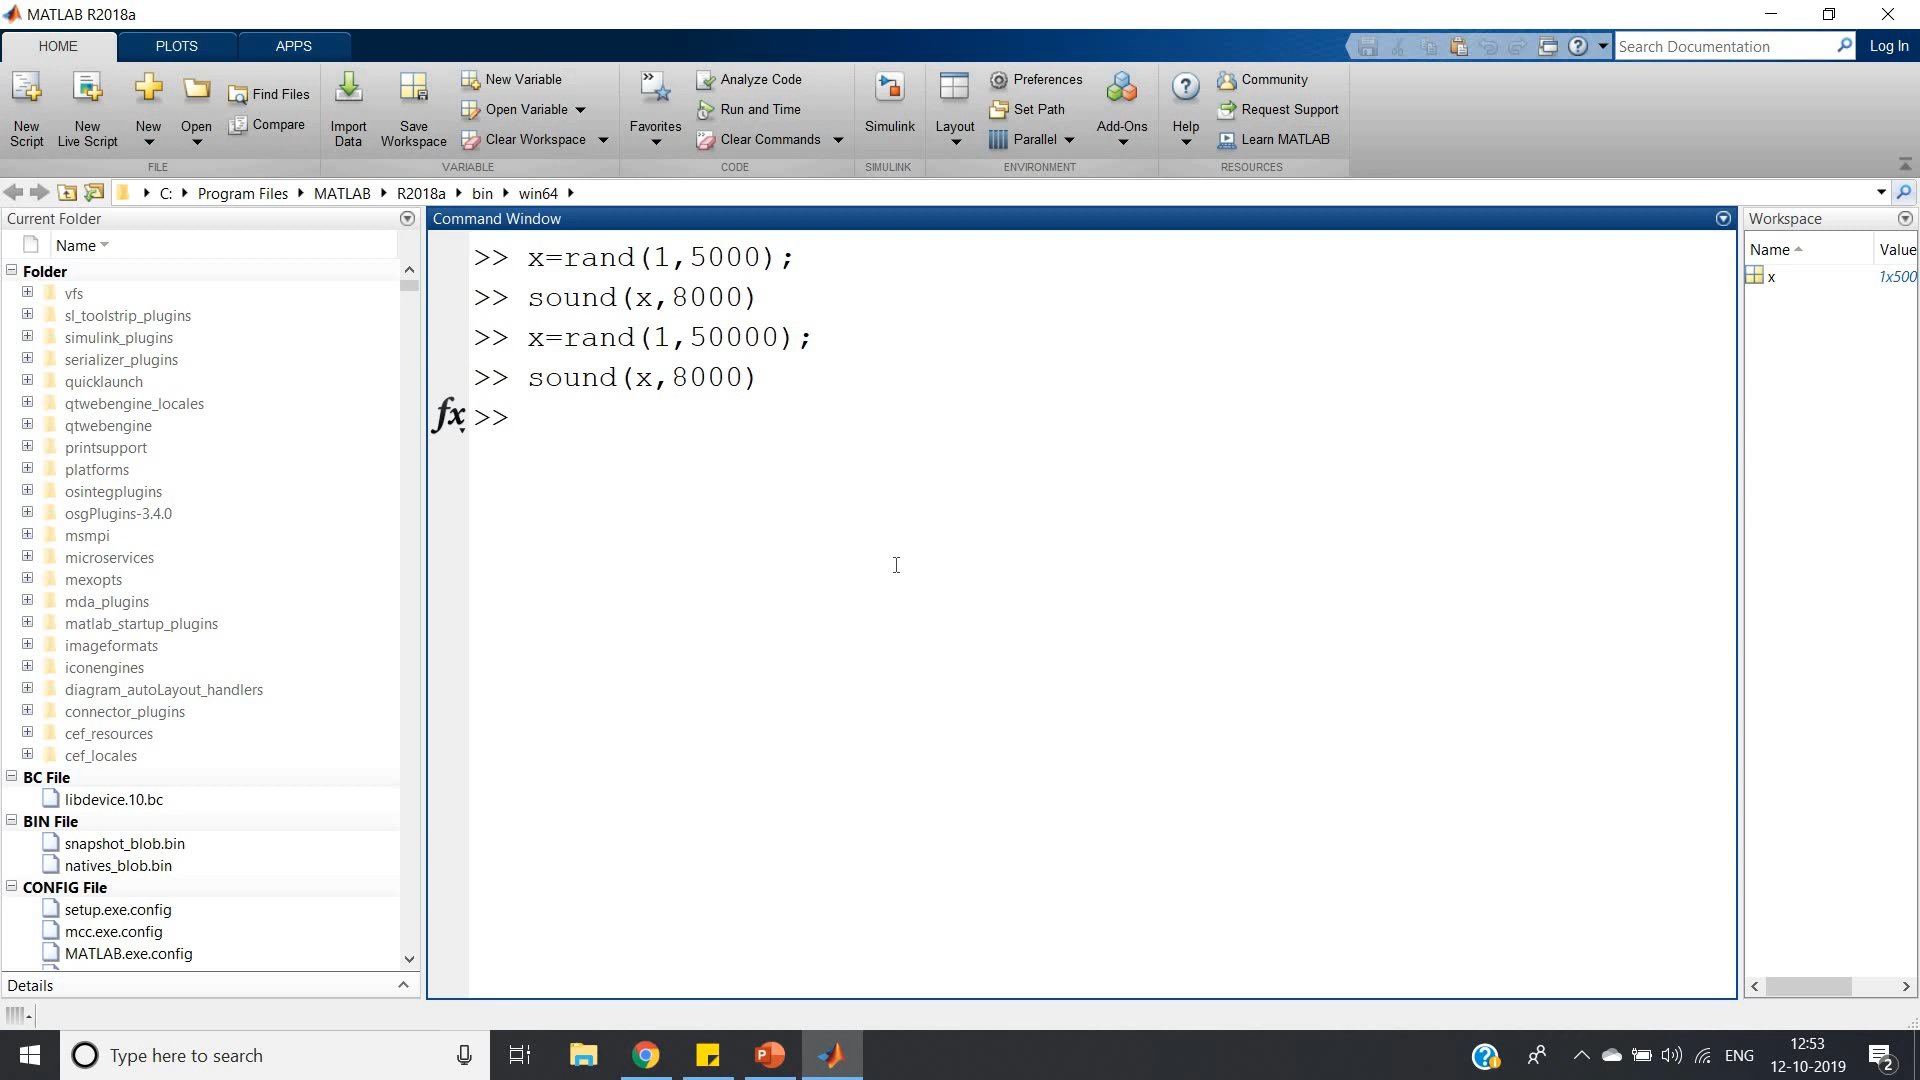 MATLAB R2018a
HOME PLOTS APPS
Search Documentation Log In
New Script
New Live Script
New
Open
Find Files
Compare
FILE
Import Data
Save Workspace
New Variable
Open Variable
Clear Workspace
VARIABLE
Favorites
Analyze Code
Run and Time
Clear Commands
CODE
Simulink
SIMULINK
Layout
Preferences
Set Path
Parallel
Add-Ons
ENVIRONMENT
Help
Community
Request Support
Learn MATLAB
RESOURCES
C: Program Files MATLAB R2018a bin win64
Current Folder
Name
Folder
vfs
sl_toolstrip_plugins
simulink_plugins
serializer_plugins
quicklaunch
qtwebengine_locales
qtwebengine
printsupport
platforms
osintegplugins
osgPlugins-3.4.0
msmpi
microservices
mexopts
mda_plugins
matlab_startup_plugins
imageformats
iconengines
diagram_autoLayout_handlers
connector_plugins
cef_resources
cef_locales
BC File
libdevice.10.bc
BIN File
snapshot_blob.bin
natives_blob.bin
CONFIG File
setup.exe.config
mcc.exe.config
MATLAB.exe.config
Details
Command Window
>> x=rand(1,5000);
>> sound(x,8000)
>> x=rand(1,50000);
>> sound(x,8000)
fx >>
Workspace
Name Value
x 1x500
Type here to search
ENG
12:53
12-10-2019
2